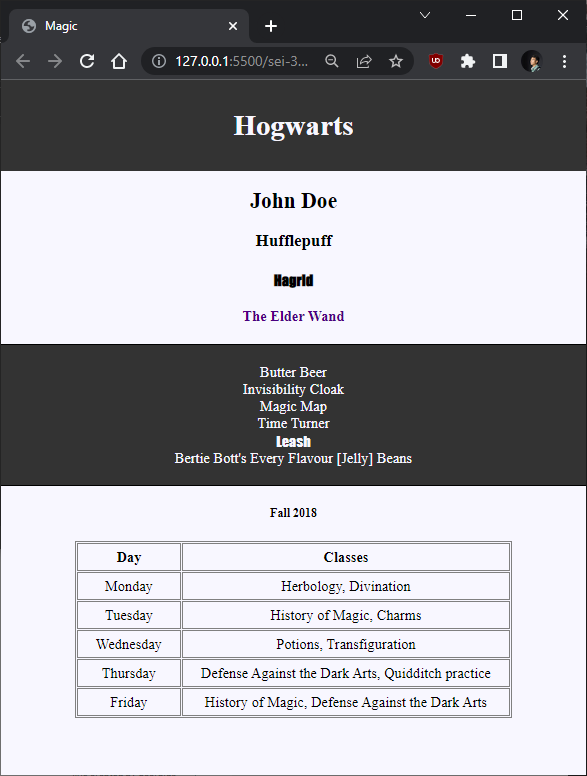 Magic
127.0.0.1:5500/sei-3...
Hogwarts
John Doe
Hufflepuff
Hagrid
The Elder Wand
Butter Beer
Invisibility Cloak
Magic Map
Time Turner
Leash
Bertie Bott's Every Flavour [Jelly] Beans
Fall 2018
Day Classes
Monday Herbology, Divination
Tuesday History of Magic, Charms
Wednesday Potions, Transfiguration
Thursday Defense Against the Dark Arts, Quidditch practice
Friday History of Magic, Defense Against the Dark Arts